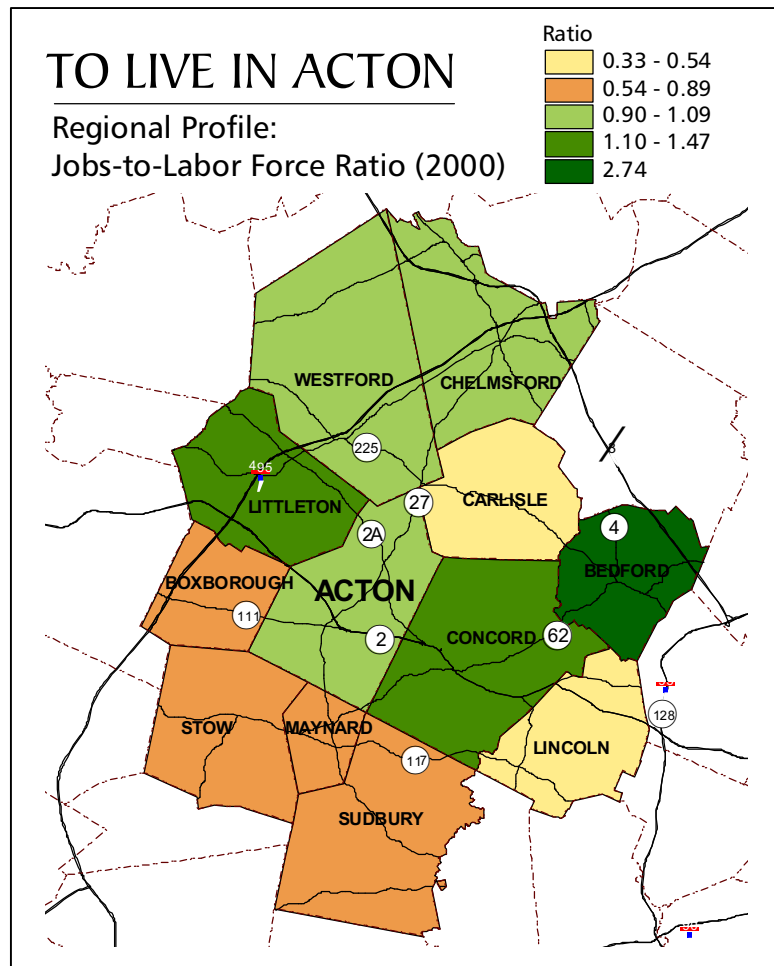 TO LIVE IN ACTON
Regional Profile:
Jobs-to-Labor Force Ratio (2000)
Ratio
0.33 - 0.54
0.54 - 0.89
0.90 - 1.09
1.10 - 1.47
2.74
WESTFORD
CHELMSFORD
225
495
LITTLETON
27
CARLISLE
3
2A
4
BEDFORD
BOXBOROUGH
ACTON
111
2
CONCORD
62
128
STOW
MAYNARD
117
LINCOLN
SUDBURY